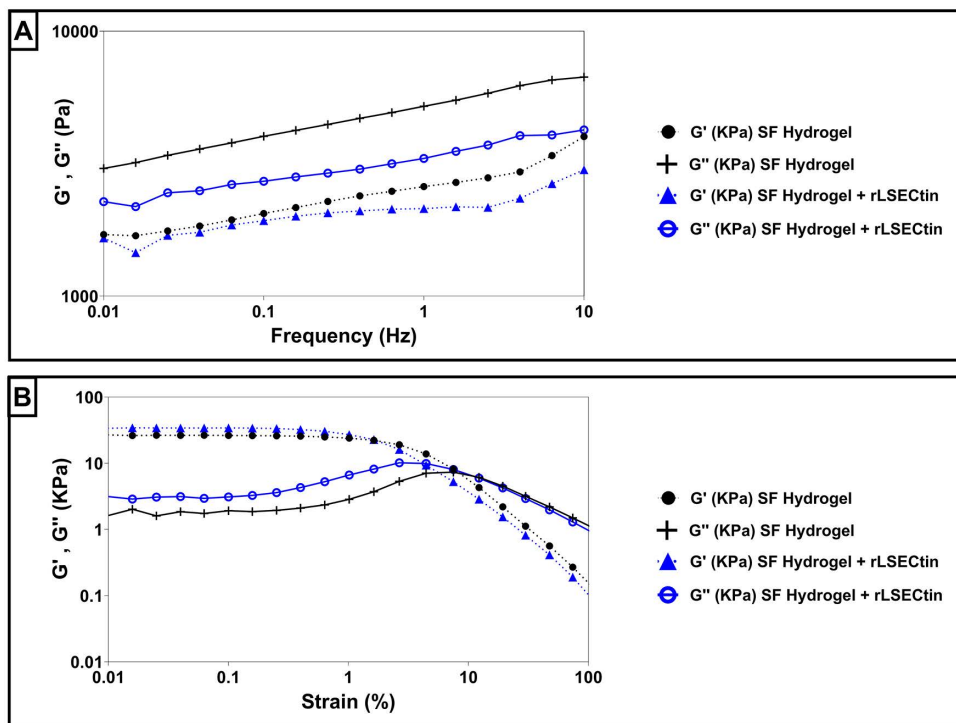 A
10000
G' , G'' (Pa)
1000
0.01
0.1
1
10
Frequency (Hz)
G' (KPa) SF Hydrogel
G'' (KPa) SF Hydrogel
G' (KPa) SF Hydrogel + rLSECtin
G'' (KPa) SF Hydrogel + rLSECtin
B
100
10
1
0.1
0.01
G' , G'' (KPa)
0.01
0.1
1
10
100
Strain (%)
G' (KPa) SF Hydrogel
G'' (KPa) SF Hydrogel
G' (KPa) SF Hydrogel + rLSECtin
G'' (KPa) SF Hydrogel + rLSECtin